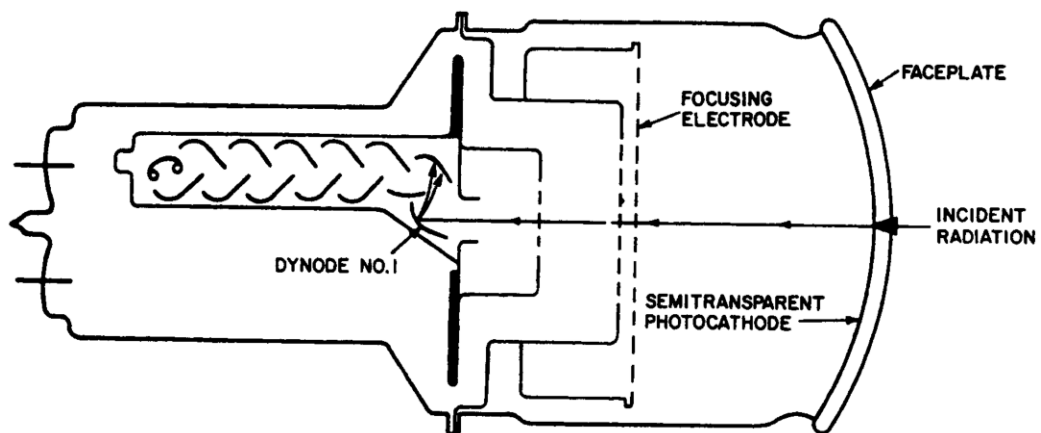 FACEPLATE
FOCUSING
ELECTRODE
INCIDENT
RADIATION
DYNODE NO.1
SEMITRANSPARENT
PHOTOCATHODE